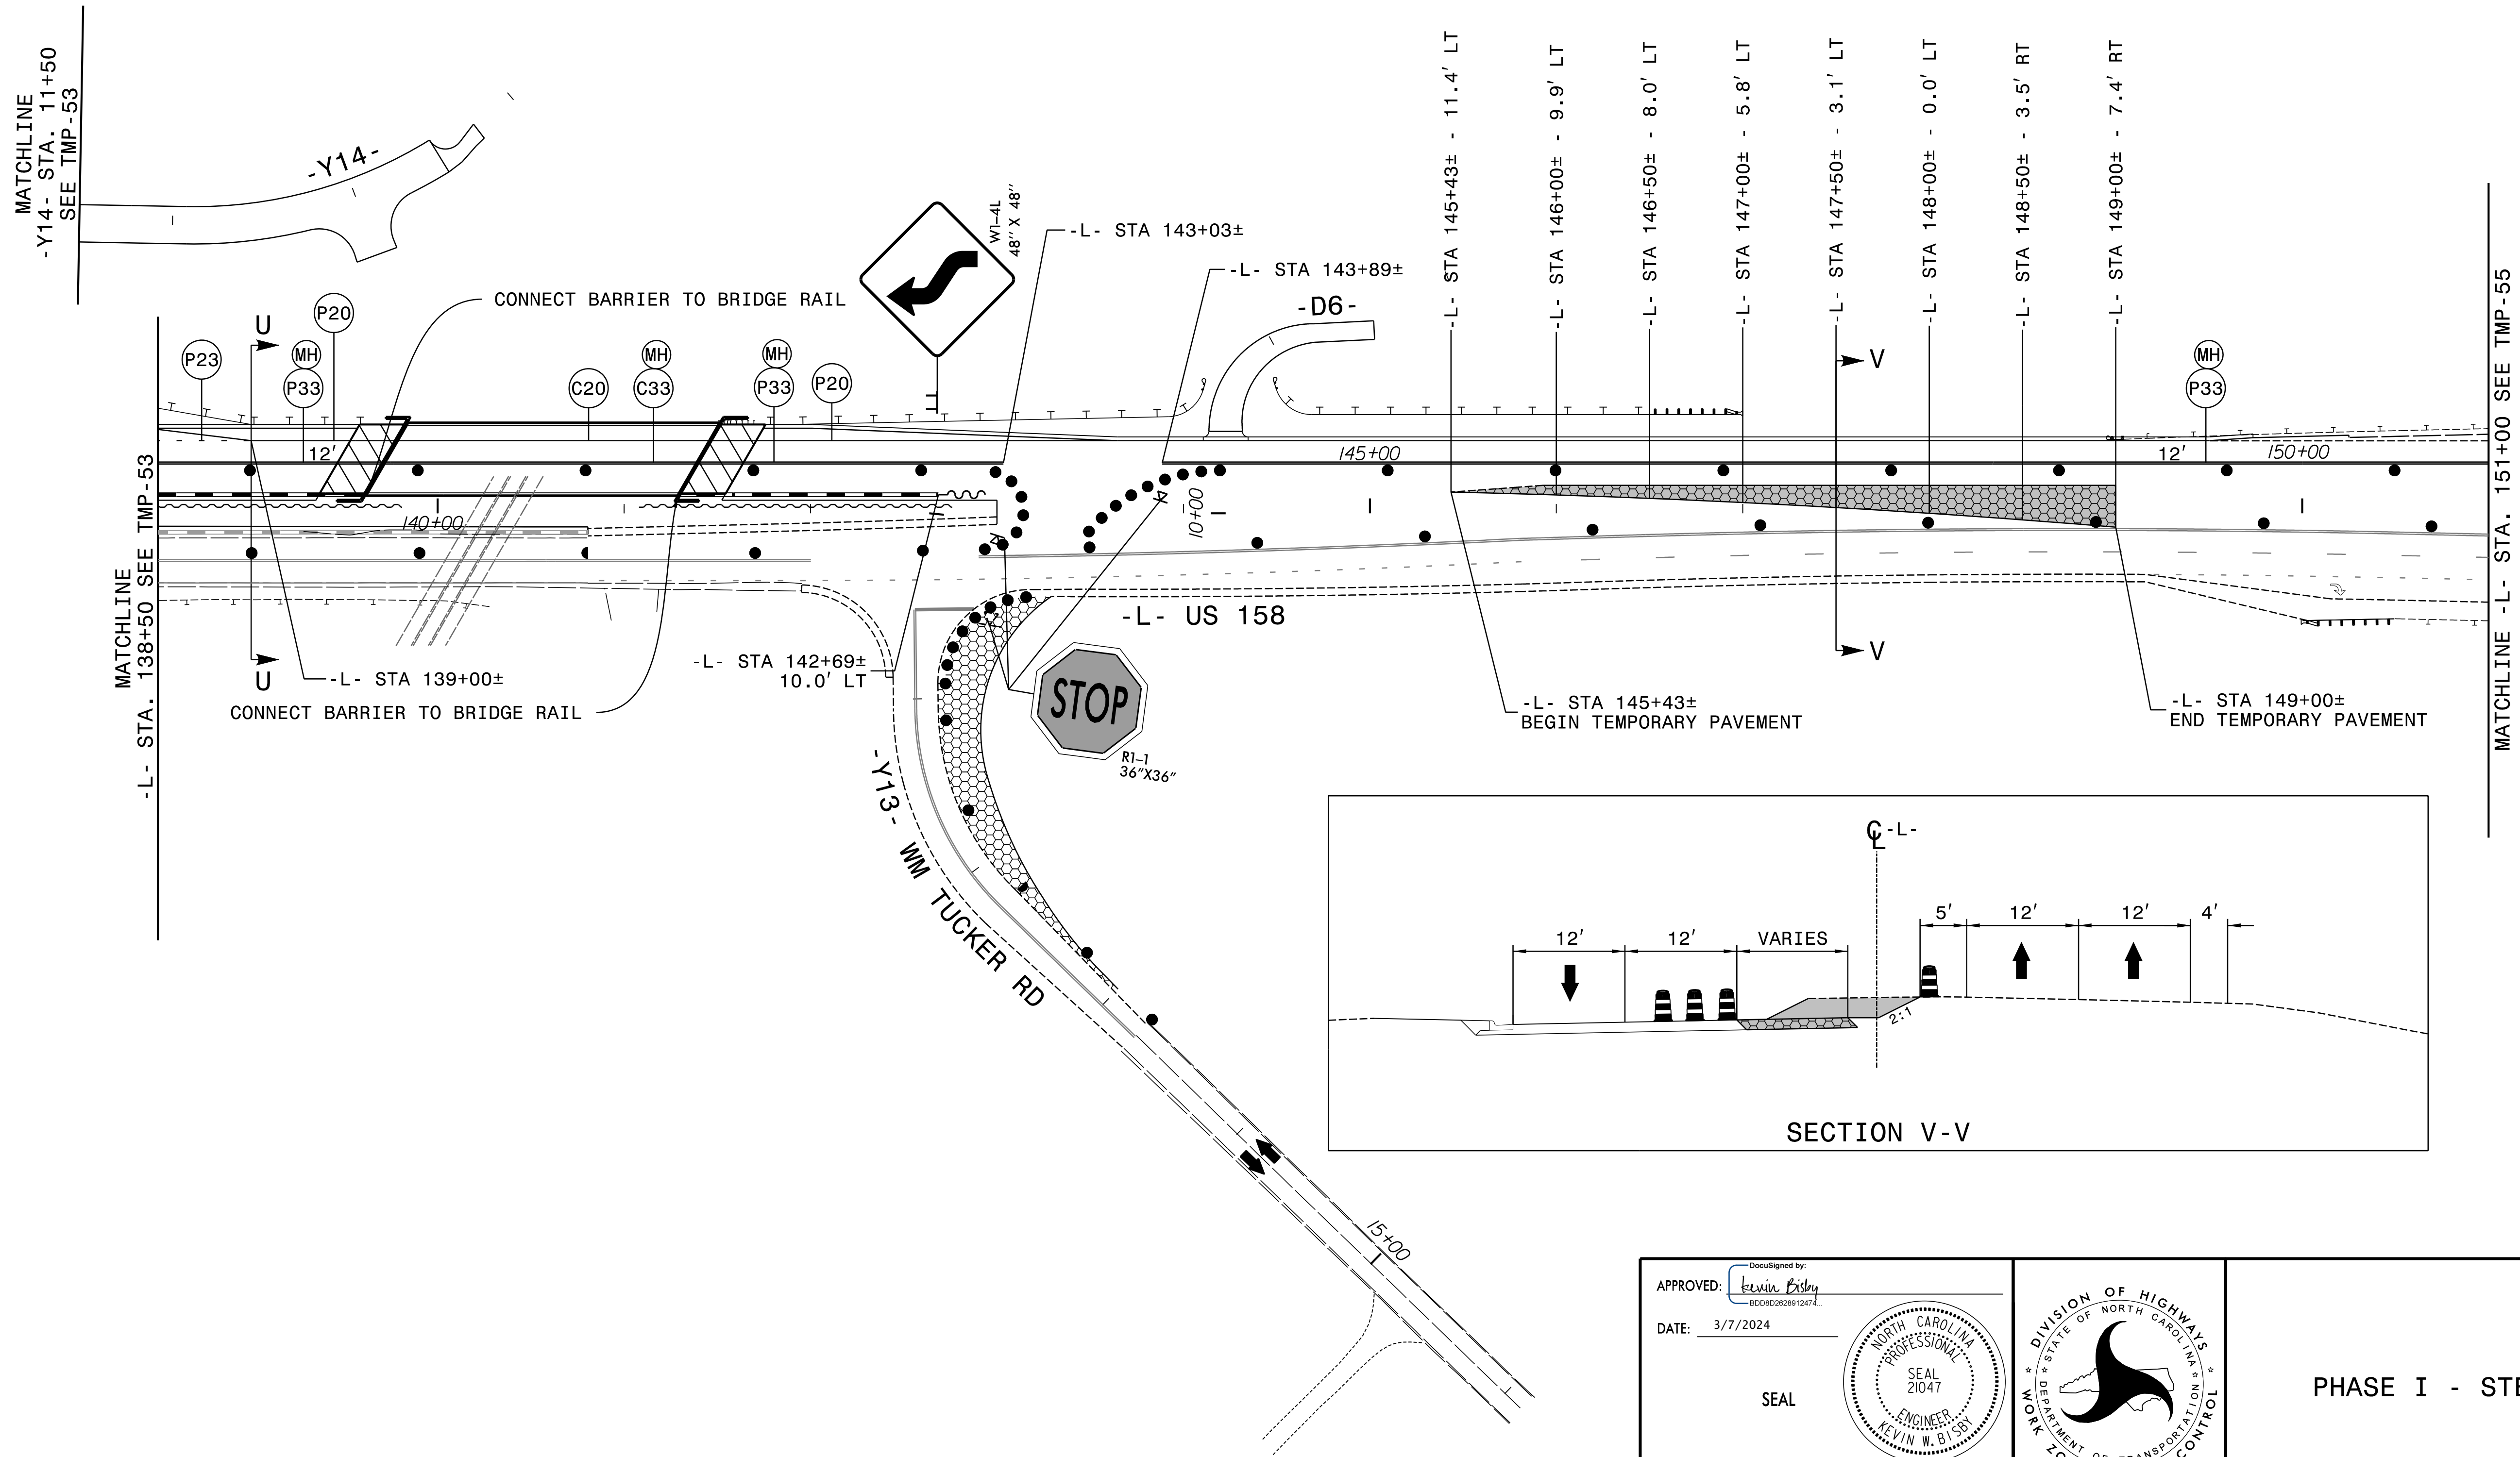 MATCHLINE
-Y14- STA. 11+50
SEE TMP-53
-Y14-
W1-4L
48'' X 48''
-L- STA 143+03±
-L- STA 143+89±
-D6-
-L- STA 145+43± - 11.4' LT
-L- STA 146+00± - 9.9' LT
-L- STA 146+50± - 8.0' LT
-L- STA 147+00± - 5.8' LT
-L- STA 147+50± - 3.1' LT
-L- STA 148+00± - 0.0' LT
-L- STA 148+50± - 3.5' RT
-L- STA 149+00± - 7.4' RT
CONNECT BARRIER TO BRIDGE RAIL
U
P20
P23
MH
P33
C20
MH
C33
MH
P33
P20
V
MH
P33
12'
145+00
12'
150+00
140+00
10+00
MATCHLINE
-L- STA. 138+50 SEE TMP-53
MATCHLINE -L- STA. 151+00 SEE TMP-55
-L- US 158
U
V
-L- STA 139+00±
CONNECT BARRIER TO BRIDGE RAIL
-L- STA 142+69±
10.0' LT
STOP
R1-1
36"X36"
-L- STA 145+43±
BEGIN TEMPORARY PAVEMENT
-L- STA 149+00±
END TEMPORARY PAVEMENT
-Y13- WM TUCKER RD
15+00
CL -L-
12'
12'
VARIES
5'
12'
12'
4'
2:1
SECTION V-V
APPROVED:
DocuSigned by:
Kevin Bisby
BDD8D2628912474...
DATE: 3/7/2024
SEAL
NORTH CAROLINA
PROFESSIONAL
SEAL
21047
ENGINEER
KEVIN W. BISBY
DIVISION OF HIGHWAYS
STATE OF NORTH CAROLINA
DEPARTMENT OF TRANSPORTATION
WORK ZO
CONTROL
PHASE I - STE